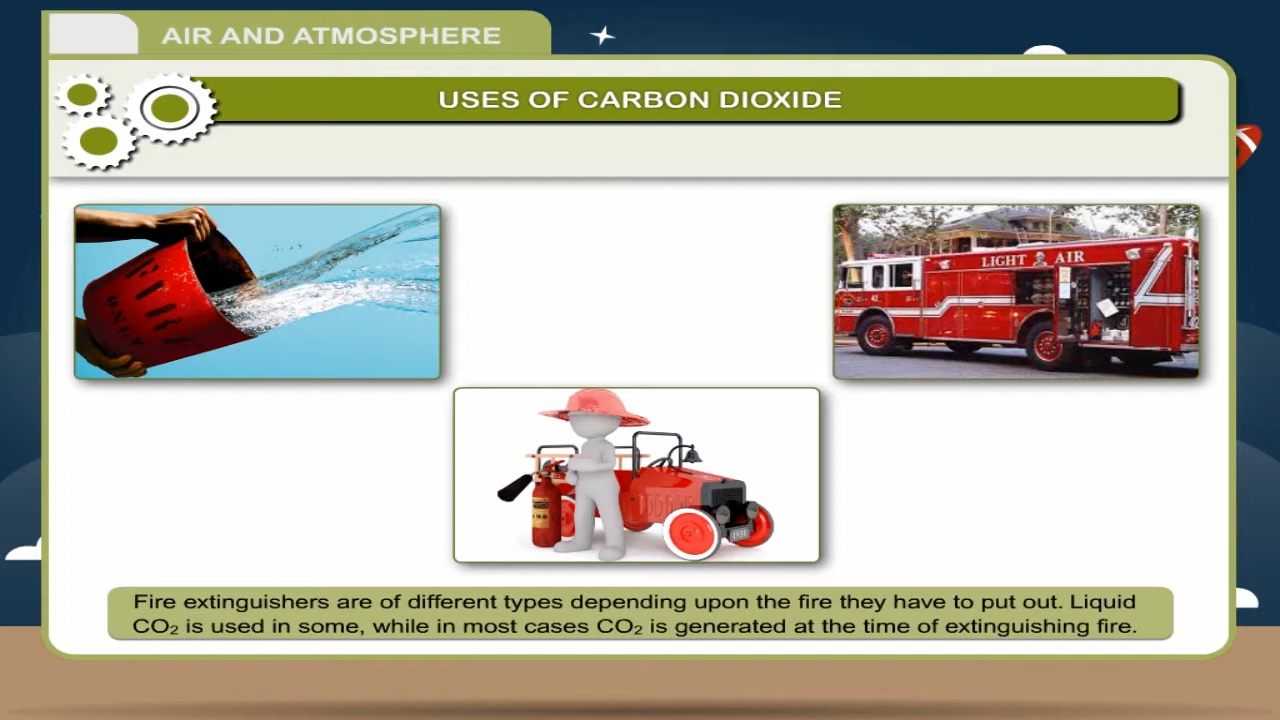 AIR AND ATMOSPHERE
USES OF CARBON DIOXIDE
LIGHT AIR
Fire extinguishers are of different types depending upon the fire they have to put out. Liquid
CO₂ is used in some, while in most cases CO₂ is generated at the time of extinguishing fire.